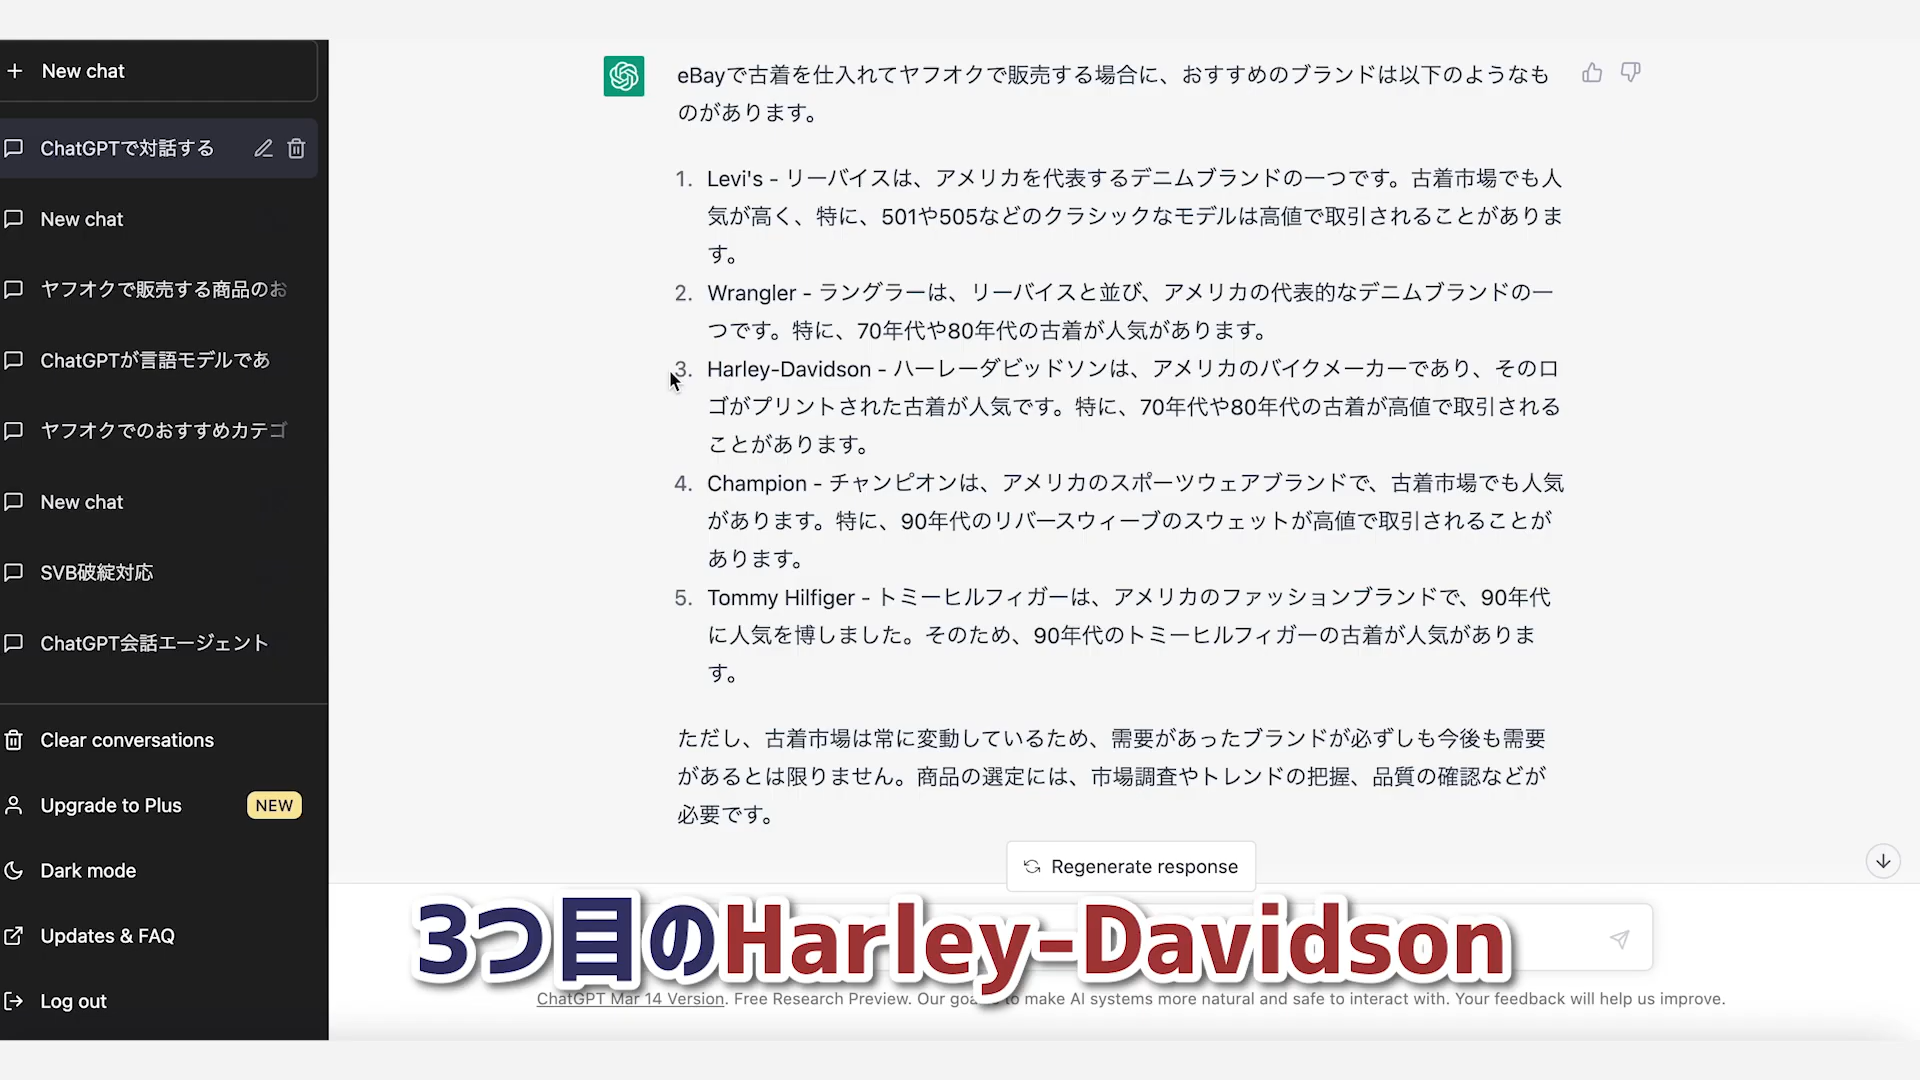 New chat
ChatGPTで対話する
New chat
ヤフオクで販売する商品のお
ChatGPTが言語モデルであ
ヤフオクでのおすすめカテゴ
New chat
SVB破綻対応
ChatGPT会話エージェント
Clear conversations
Upgrade to Plus NEW
Dark mode
Updates & FAQ
Log out
eBayで古着を仕入れてヤフオクで販売する場合に、おすすめのブランドは以下のようなも
のがあります。
1. Levi's - リーバイスは、アメリカを代表するデニムブランドの一つです。古着市場でも人
気が高く、特に、501や505などのクラシックなモデルは高値で取引されることがありま
す。
2. Wrangler - ラングラーは、リーバイスと並び、アメリカの代表的なデニムブランドの一
つです。特に、70年代や80年代の古着が人気があります。
3. Harley-Davidson - ハーレーダビッドソンは、アメリカのバイクメーカーであり、そのロ
ゴがプリントされた古着が人気です。特に、70年代や80年代の古着が高値で取引される
ことがあります。
4. Champion - チャンピオンは、アメリカのスポーツウェアブランドで、古着市場でも人気
があります。特に、90年代のリバースウィーブのスウェットが高値で取引されることが
あります。
5. Tommy Hilfiger - トミーヒルフィガーは、アメリカのファッションブランドで、90年代
に人気を博しました。そのため、90年代のトミーヒルフィガーの古着が人気がありま
す。
ただし、古着市場は常に変動しているため、需要があったブランドが必ずしも今後も需要
があるとは限りません。商品の選定には、市場調査やトレンドの把握、品質の確認などが
必要です。
Regenerate response
3つ目のHarley-Davidson
ChatGPT Mar 14 Version. Free Research Preview. Our goa to make AI systems more natural and safe to interact with. Your feedback will help us improve.